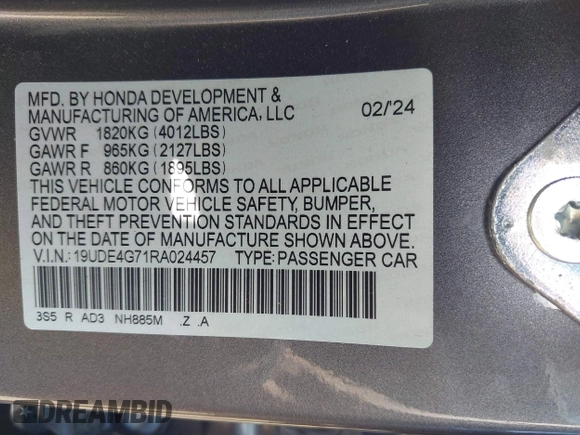 MFD. BY HONDA DEVELOPMENT &
MANUFACTURING OF AMERICA, LLC 02/'24
GVWR 1820KG (4012LBS)
GAWR F 965KG (2127LBS)
GAWR R 860KG (1895LBS)
THIS VEHICLE CONFORMS TO ALL APPLICABLE
FEDERAL MOTOR VEHICLE SAFETY, BUMPER,
AND THEFT PREVENTION STANDARDS IN EFFECT
ON THE DATE OF MANUFACTURE SHOWN ABOVE.
V.I.N.: 19UDE4G71RA024457 TYPE: PASSENGER CAR
3S5 R AD3 NH885M .Z .A
DREAMBID